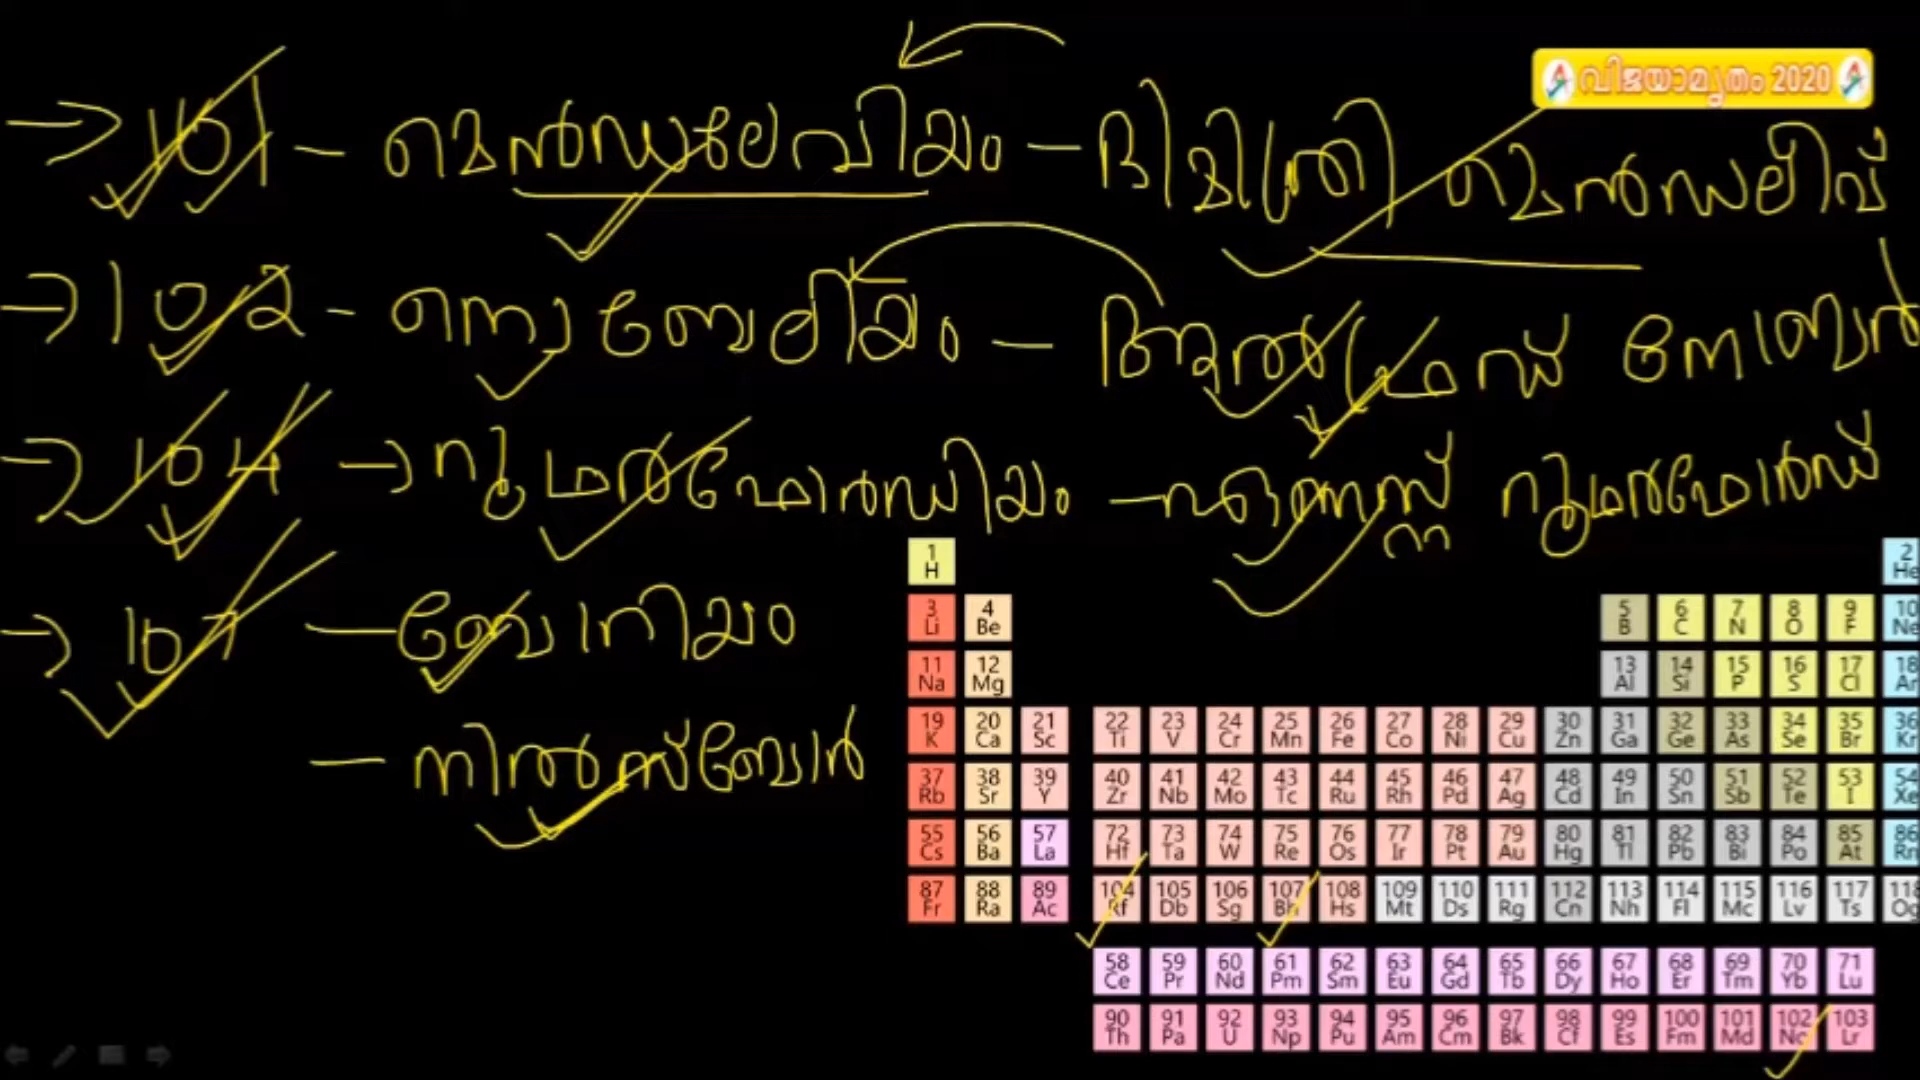 വിജയാമൃതം 2020
→ 101 - മെൻഡലേവിയം - ദിമിത്രി മെൻഡലീവ്
→ 102 - നൊബേലിയം - ആൽഫ്രഡ് നോബേൽ
→ 104 → റുഥർഫോർഡിയം - ഏണസ്റ്റ് റുഥർഫോർഡ്
→ 107 - ബോറിയം
- നീൽസ്ബോർ
1 H 2 He
3 Li 4 Be 5 B 6 C 7 N 8 O 9 F 10 Ne
11 Na 12 Mg 13 Al 14 Si 15 P 16 S 17 Cl 18 Ar
19 K 20 Ca 21 Sc 22 Ti 23 V 24 Cr 25 Mn 26 Fe 27 Co 28 Ni 29 Cu 30 Zn 31 Ga 32 Ge 33 As 34 Se 35 Br 36 Kr
37 Rb 38 Sr 39 Y 40 Zr 41 Nb 42 Mo 43 Tc 44 Ru 45 Rh 46 Pd 47 Ag 48 Cd 49 In 50 Sn 51 Sb 52 Te 53 I 54 Xe
55 Cs 56 Ba 57 La 72 Hf 73 Ta 74 W 75 Re 76 Os 77 Ir 78 Pt 79 Au 80 Hg 81 Tl 82 Pb 83 Bi 84 Po 85 At 86 Rn
87 Fr 88 Ra 89 Ac 104 Rf 105 Db 106 Sg 107 Bh 108 Hs 109 Mt 110 Ds 111 Rg 112 Cn 113 Nh 114 Fl 115 Mc 116 Lv 117 Ts 118 Og
58 Ce 59 Pr 60 Nd 61 Pm 62 Sm 63 Eu 64 Gd 65 Tb 66 Dy 67 Ho 68 Er 69 Tm 70 Yb 71 Lu
90 Th 91 Pa 92 U 93 Np 94 Pu 95 Am 96 Cm 97 Bk 98 Cf 99 Es 100 Fm 101 Md 102 No 103 Lr